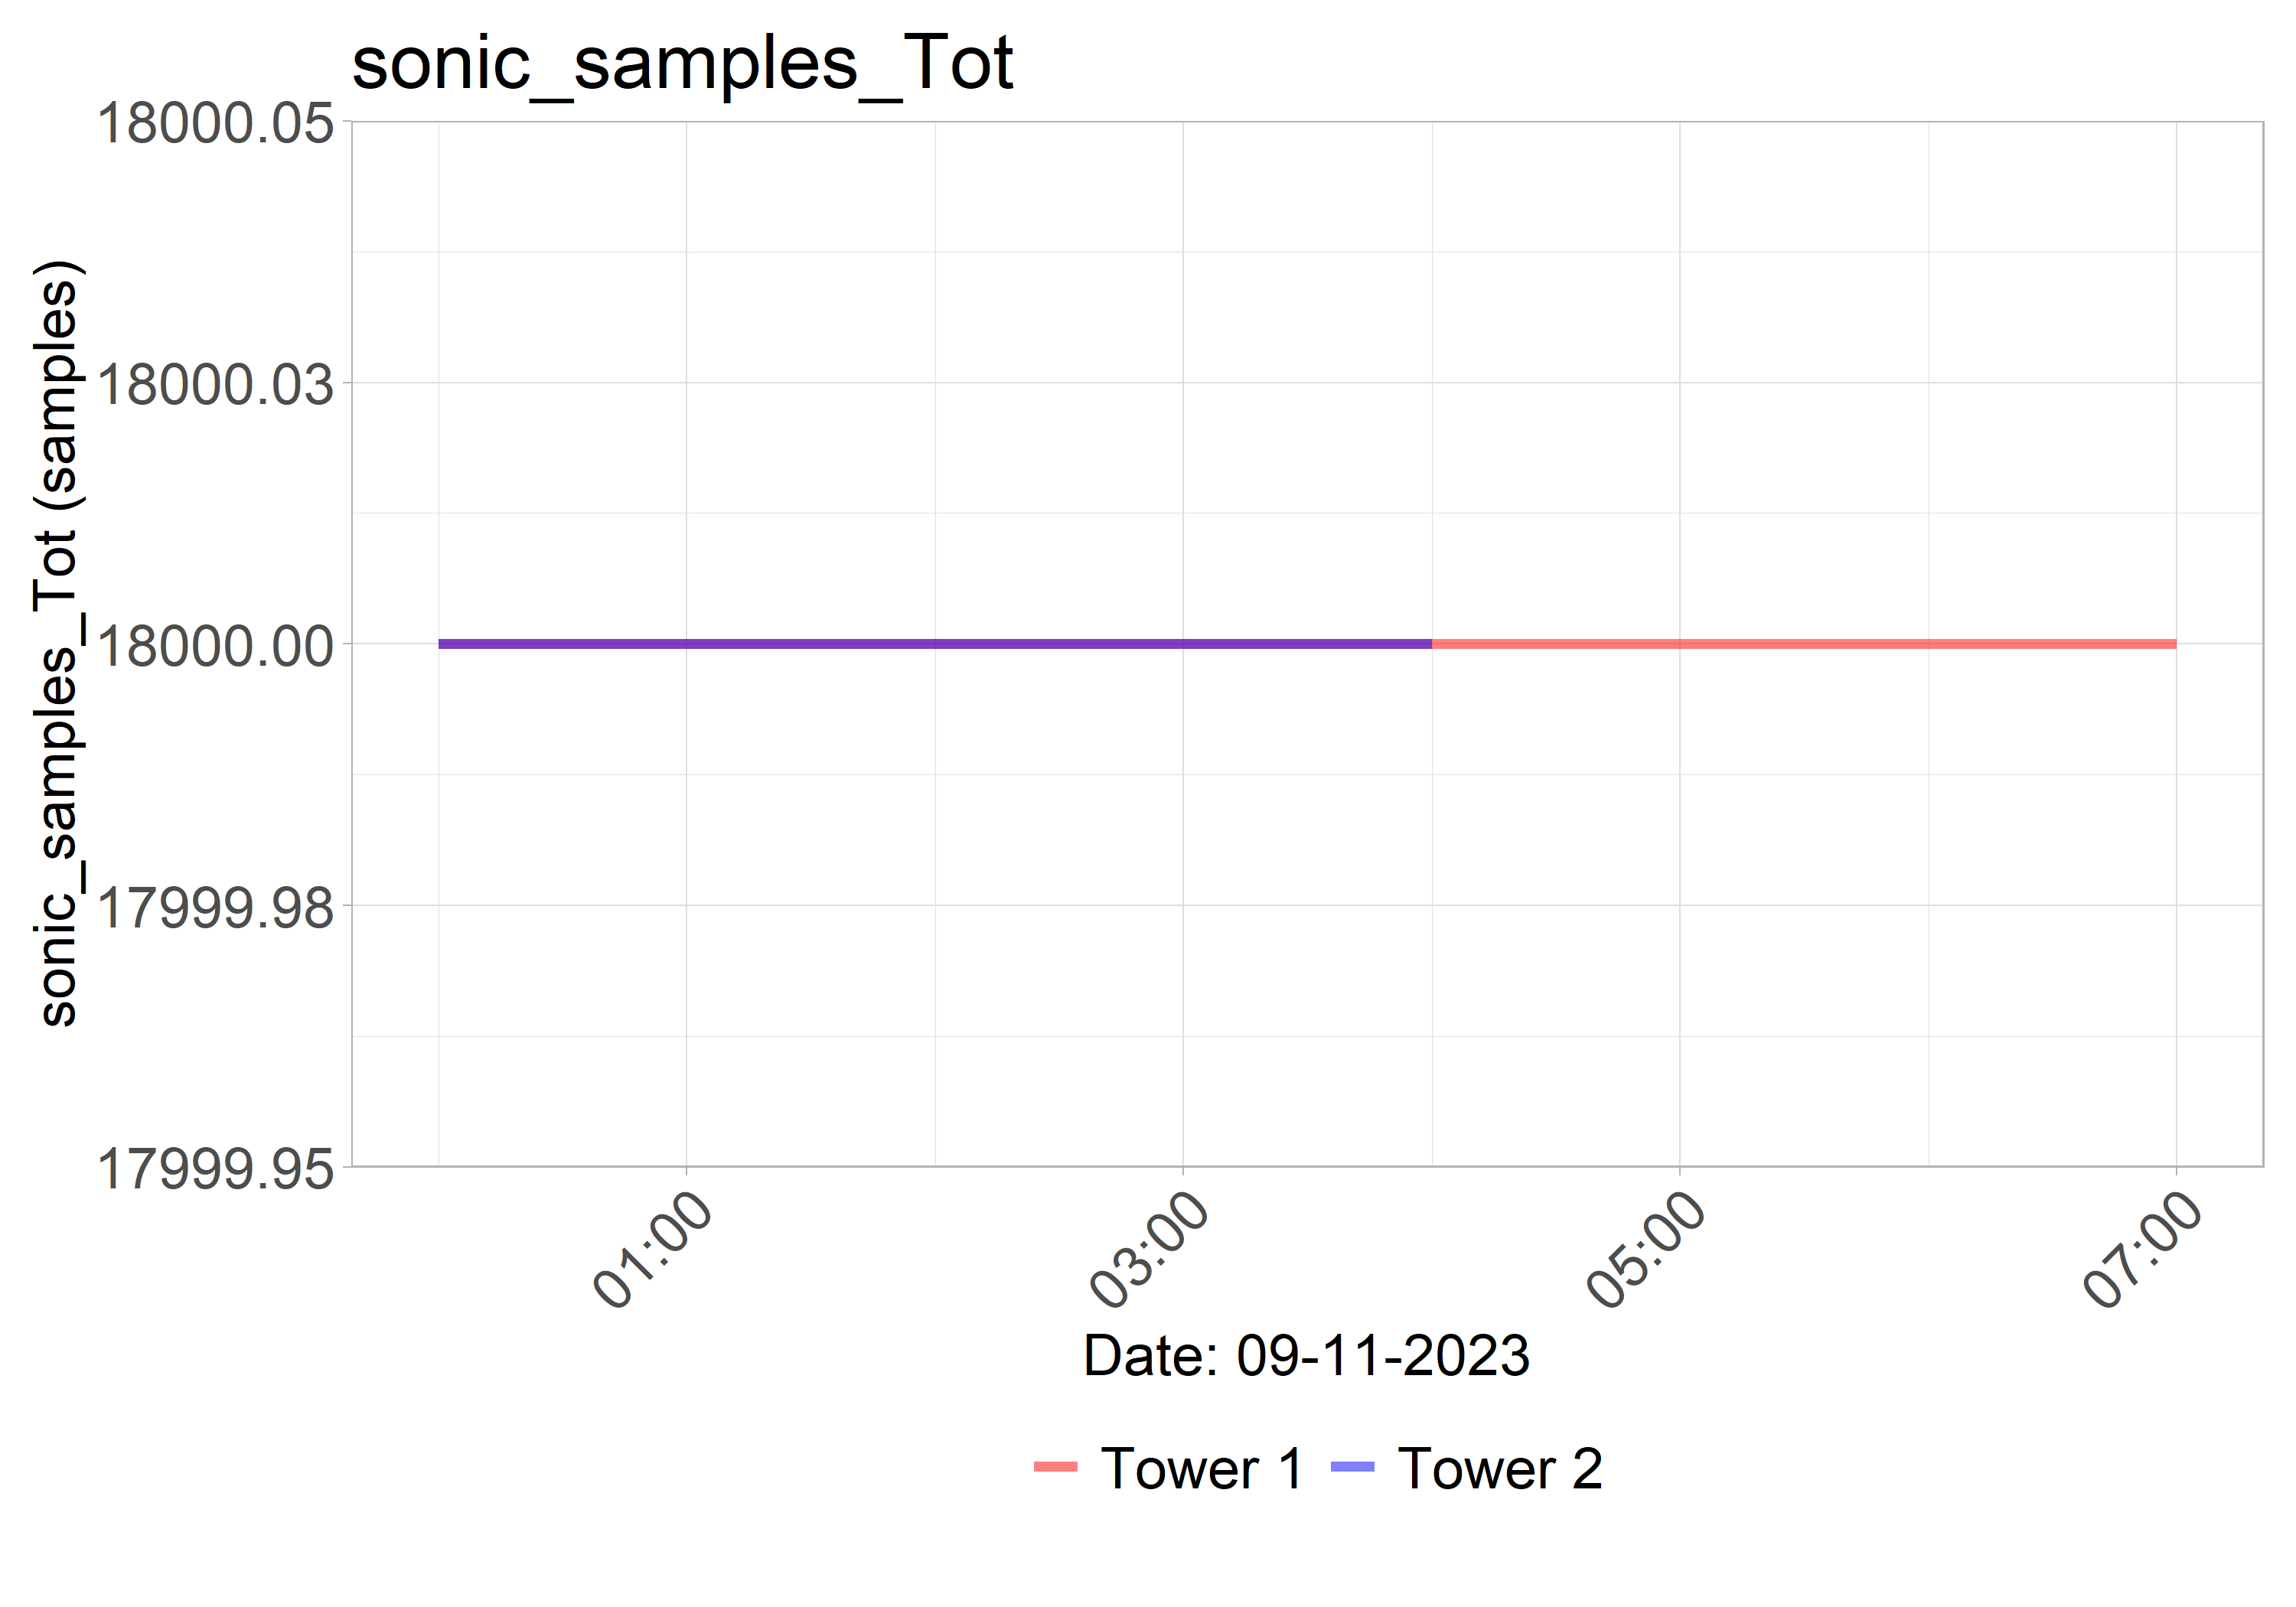 sonic_samples_Tot
sonic_samples_Tot (samples)
18000.05
18000.03
18000.00
17999.98
17999.95
01:00
03:00
05:00
07:00
Date: 09-11-2023
Tower 1
Tower 2